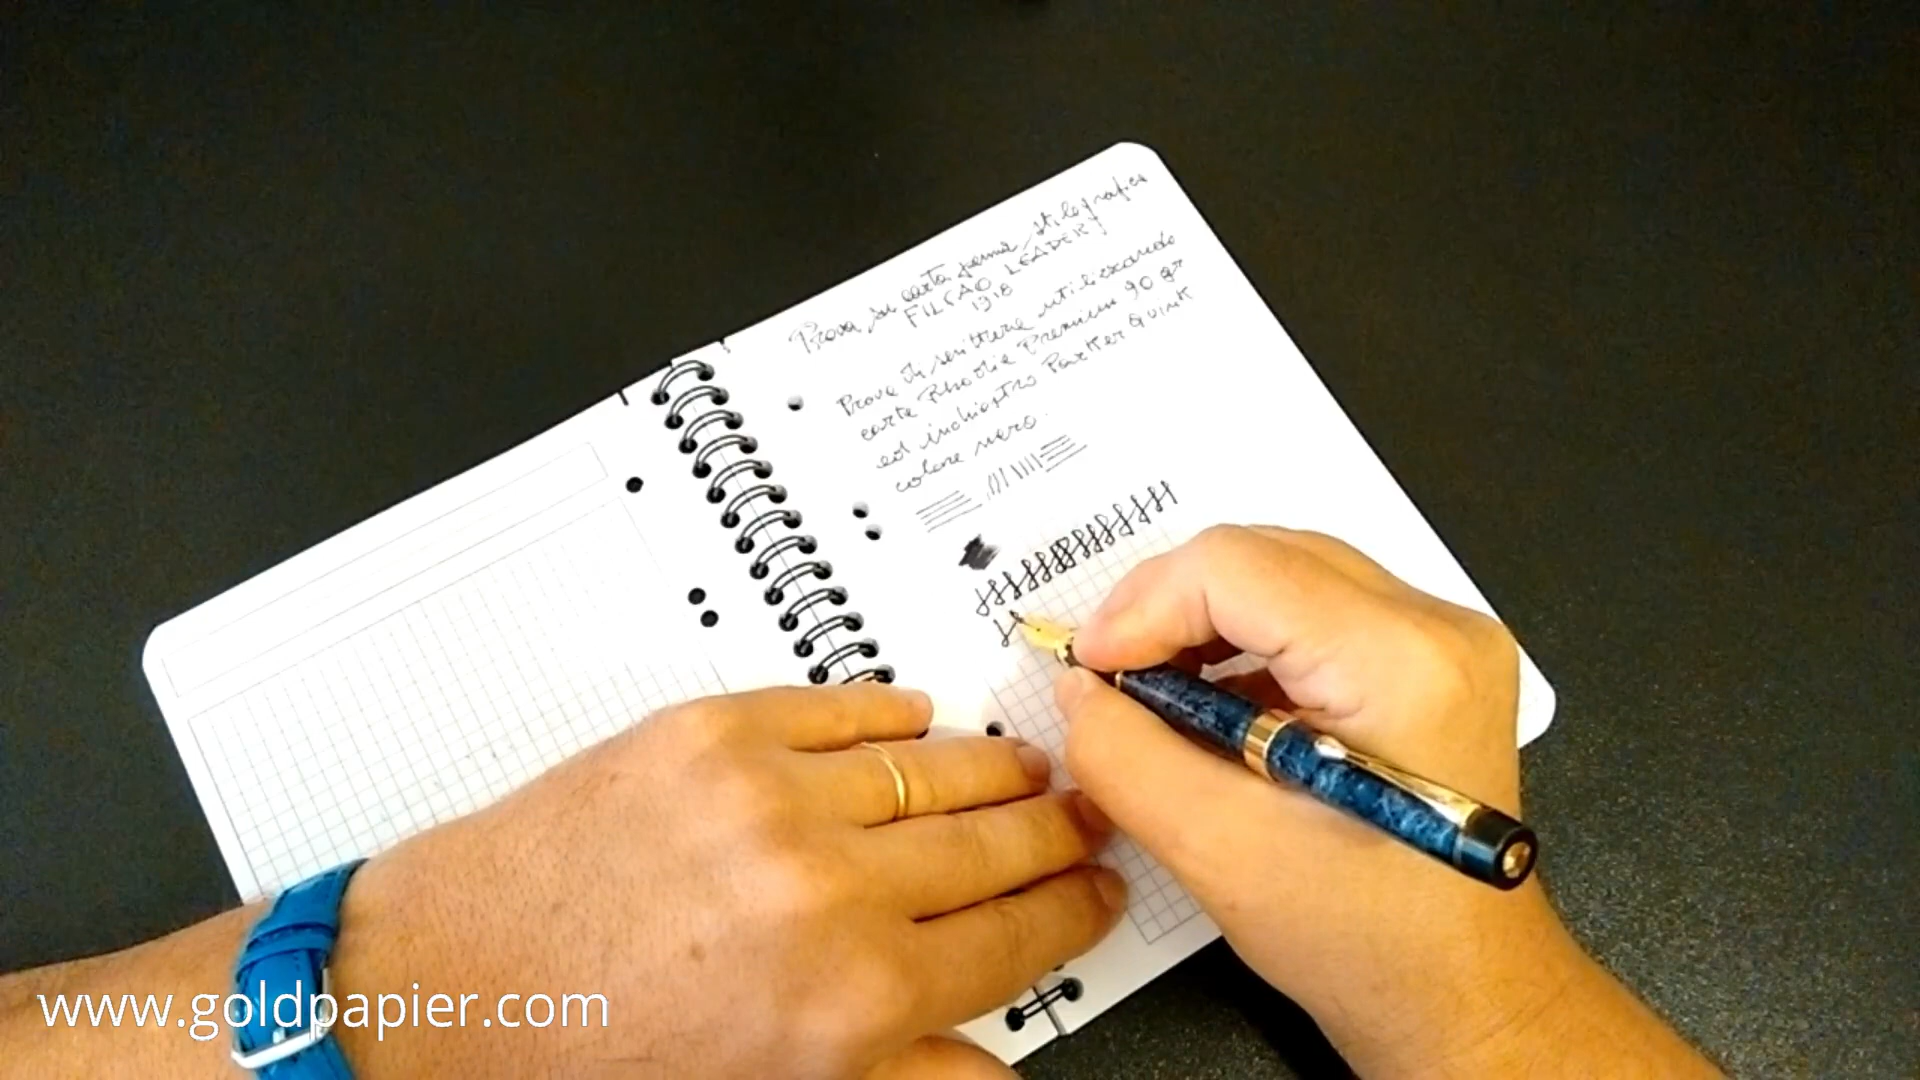 Prova su carta penna stilografica
FILCAO LEADERY
1918
Prova di scrittura utilizzando
carta Rhodia Premium 90 gr
ed inchiostro Parker Quink
colore nero.
www.goldpapier.com